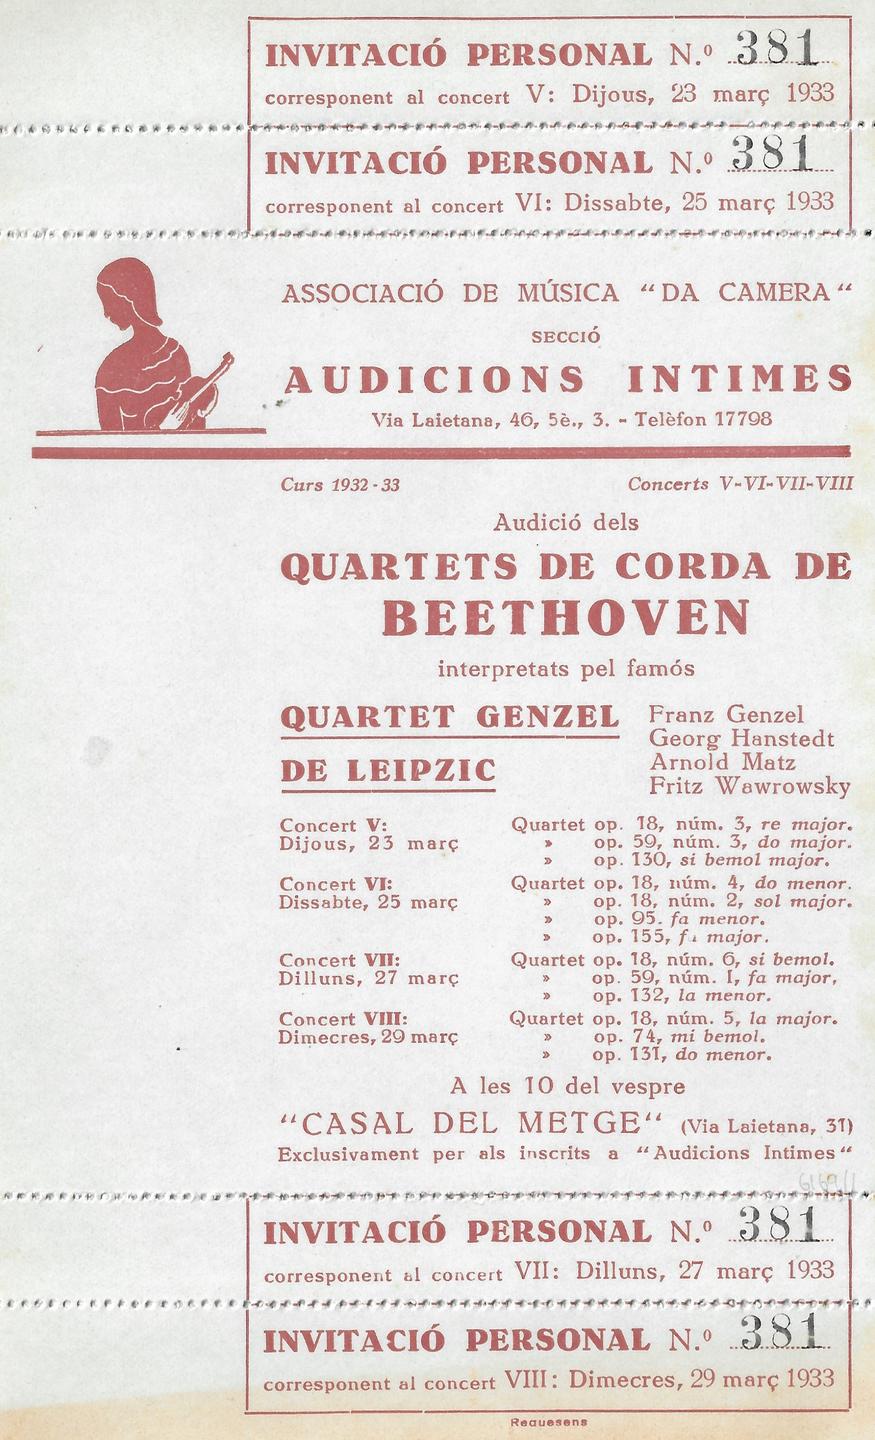 INVITACIÓ PERSONAL N.º 381
corresponent al concert V: Dijous, 23 març 1933
INVITACIÓ PERSONAL N.º 381
corresponent al concert VI: Dissabte, 25 març 1933
ASSOCIACIÓ DE MÚSICA “DA CAMERA“
SECCIÓ
AUDICIONS INTIMES
Via Laietana, 46, 5è., 3. - Telèfon 17798
Curs 1932-33 Concerts V-VI-VII-VIII
Audició dels
QUARTETS DE CORDA DE
BEETHOVEN
interpretats pel famós
QUARTET GENZEL
DE LEIPZIC
Franz Genzel
Georg Hanstedt
Arnold Matz
Fritz Wawrowsky
Concert V: Quartet op. 18, núm. 3, re major.
Dijous, 23 març » op. 59, núm. 3, do major.
» op. 130, si bemol major.
Concert VI: Quartet op. 18, núm. 4, do menor.
Dissabte, 25 març » op. 18, núm. 2, sol major.
» op. 95. fa menor.
» op. 155, fa major.
Concert VII: Quartet op. 18, núm. 6, si bemol.
Dilluns, 27 març » op. 59, núm. I, fa major,
» op. 132, la menor.
Concert VIII: Quartet op. 18, núm. 5, la major.
Dimecres, 29 març » op. 74, mi bemol.
» op. 131, do menor.
A les 10 del vespre
“CASAL DEL METGE“ (Via Laietana, 31)
Exclusivament per als inscrits a “Audicions Intimes“
INVITACIÓ PERSONAL N.º 381
corresponent al concert VII: Dilluns, 27 març 1933
INVITACIÓ PERSONAL N.º 381
corresponent al concert VIII: Dimecres, 29 març 1933
Requesens